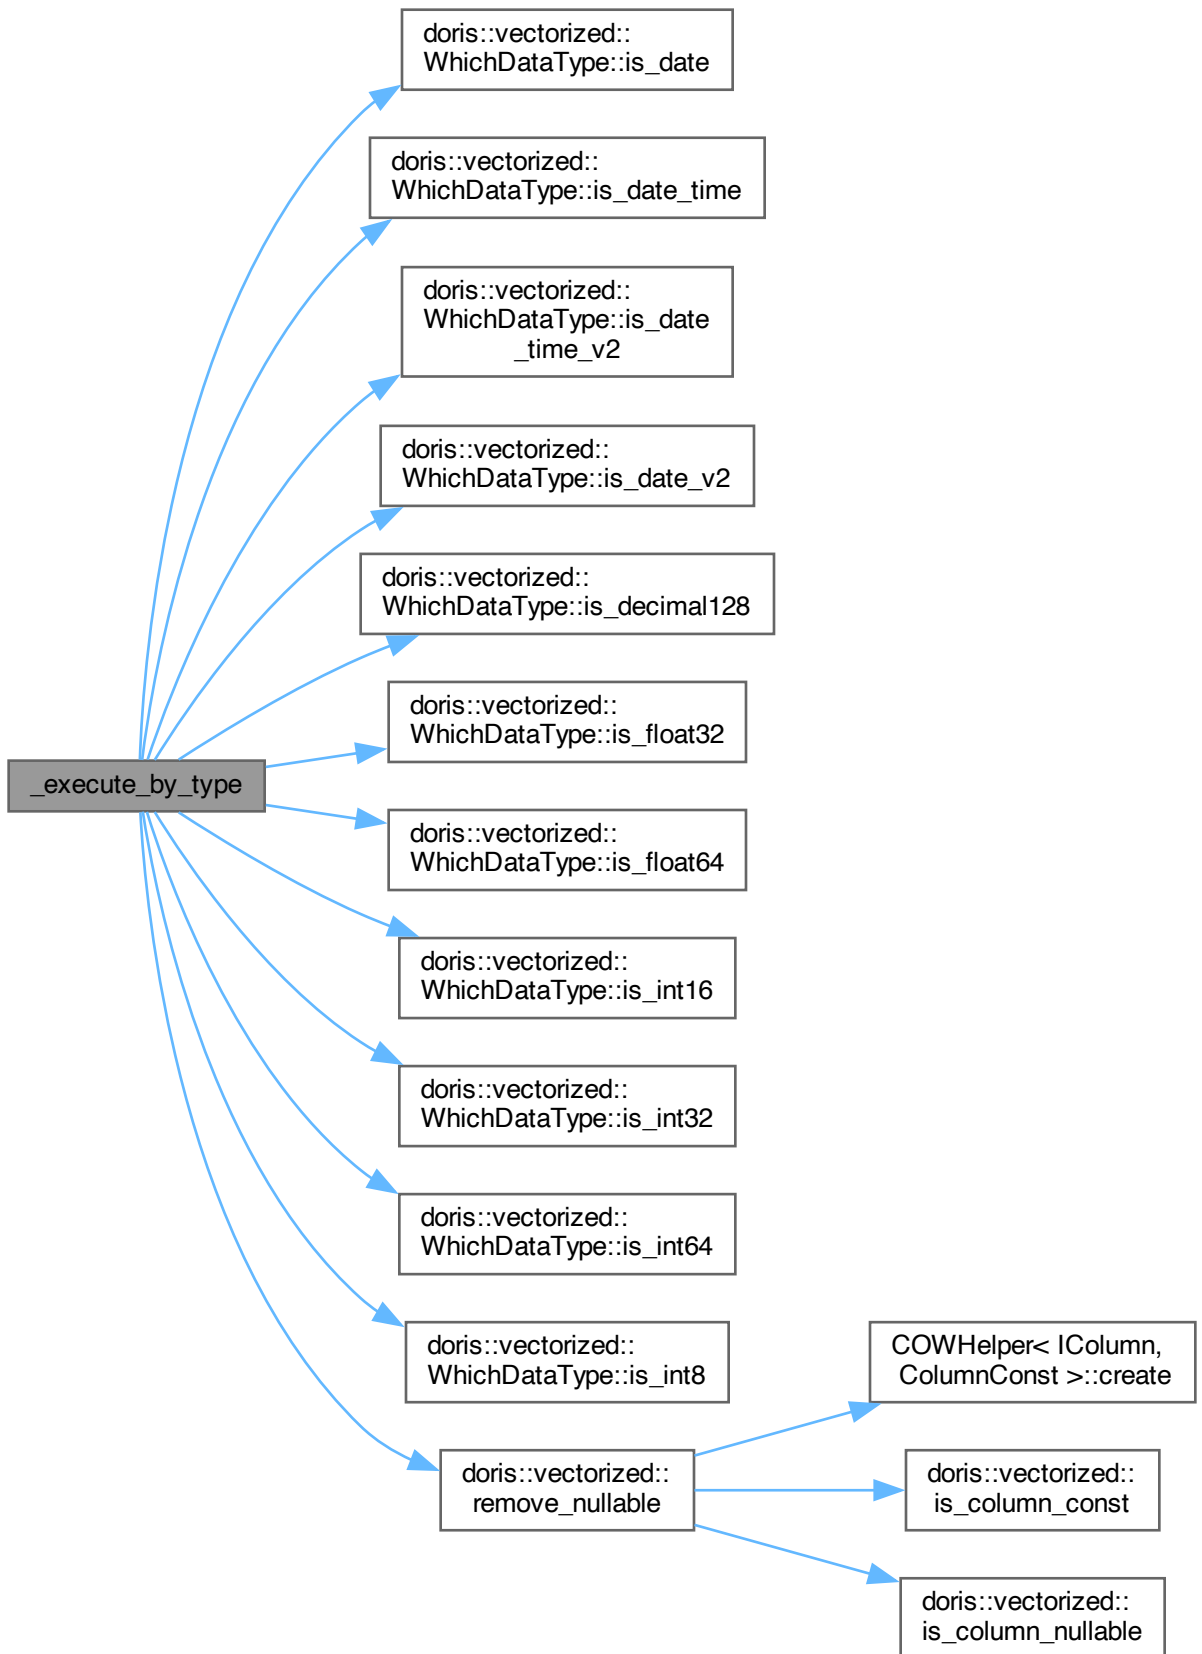 doris::vectorized::
WhichDataType::is_date
doris::vectorized::
WhichDataType::is_date_time
doris::vectorized::
WhichDataType::is_date
_time_v2
doris::vectorized::
WhichDataType::is_date_v2
doris::vectorized::
WhichDataType::is_decimal128
doris::vectorized::
WhichDataType::is_float32
_execute_by_type
doris::vectorized::
WhichDataType::is_float64
doris::vectorized::
WhichDataType::is_int16
doris::vectorized::
WhichDataType::is_int32
doris::vectorized::
WhichDataType::is_int64
doris::vectorized::
WhichDataType::is_int8
COWHelper< IColumn,
ColumnConst >::create
doris::vectorized::
remove_nullable
doris::vectorized::
is_column_const
doris::vectorized::
is_column_nullable